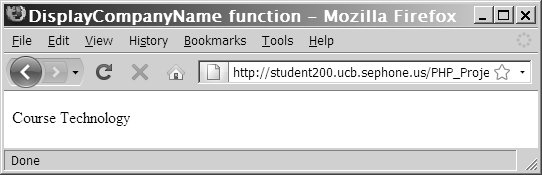 DisplayCompanyName function - Mozilla Firefox
File Edit View History Bookmarks Tools Help
http://student200.ucb.sephone.us/PHP_Proje
Course Technology
Done